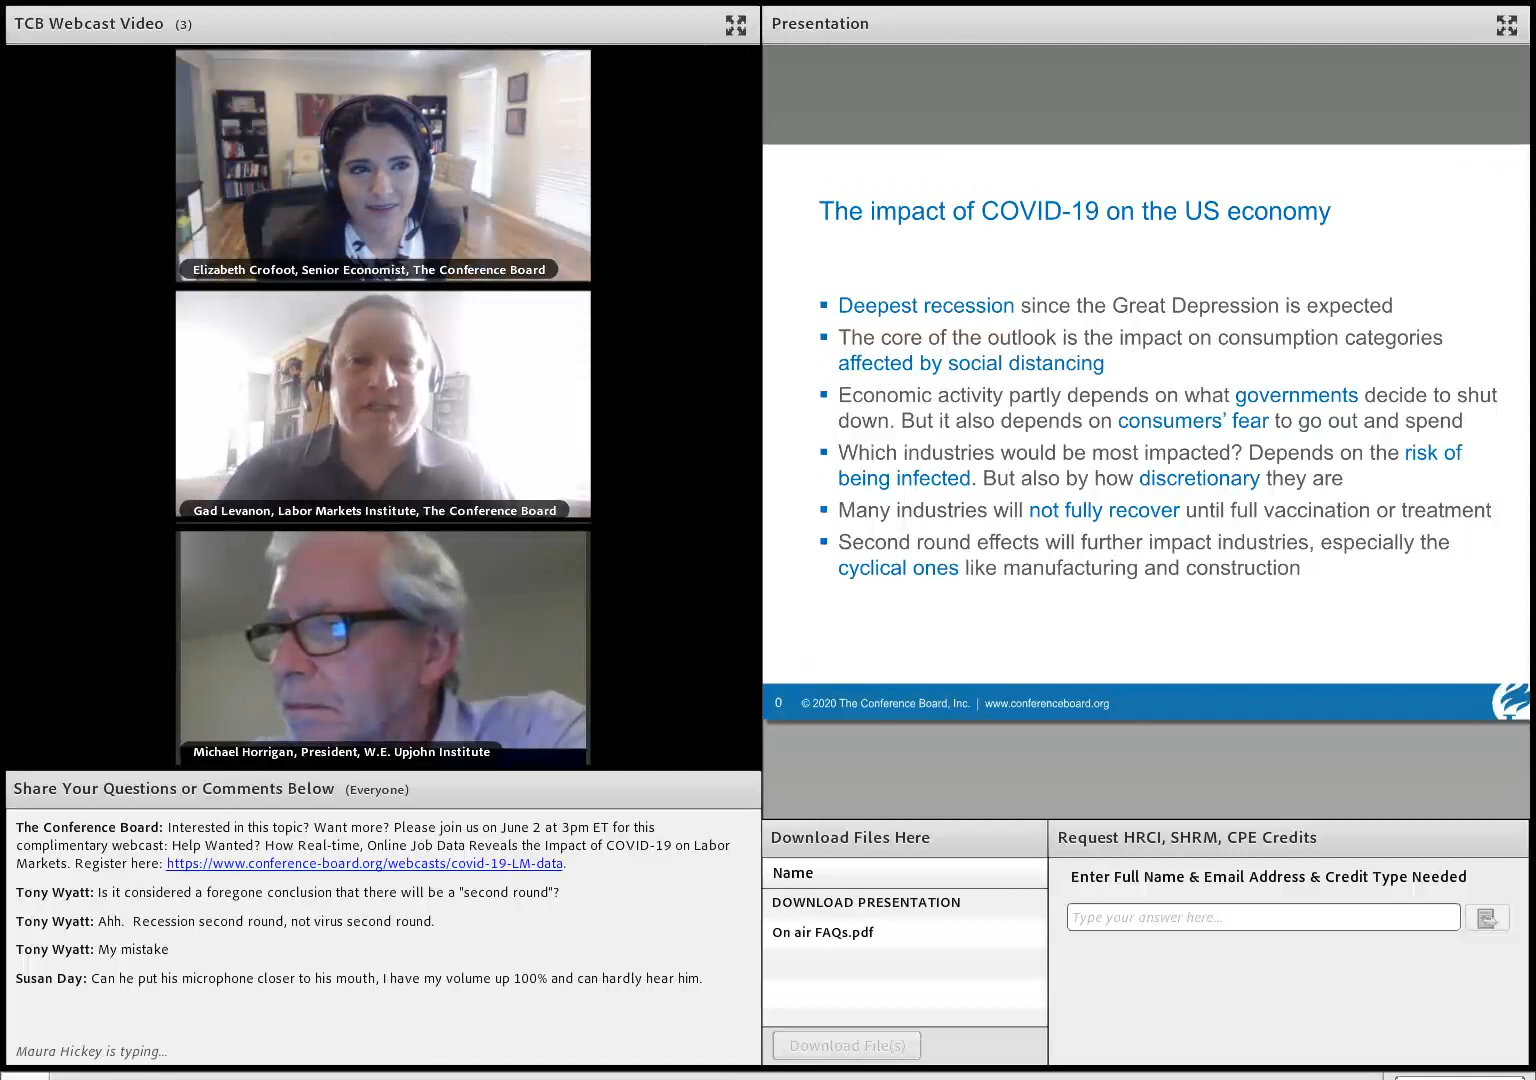 TCB Webcast Video (3)
Elizabeth Crofoot, Senior Economist, The Conference Board
Gad Levanon, Labor Markets Institute, The Conference Board
Michael Horrigan, President, W.E. Upjohn Institute
Share Your Questions or Comments Below (Everyone)
The Conference Board: Interested in this topic? Want more? Please join us on June 2 at 3pm ET for this
complimentary webcast: Help Wanted? How Real-time, Online Job Data Reveals the Impact of COVID-19 on Labor
Markets. Register here: https://www.conference-board.org/webcasts/covid-19-LM-data.
Tony Wyatt: Is it considered a foregone conclusion that there will be a "second round"?
Tony Wyatt: Ahh. Recession second round, not virus second round.
Tony Wyatt: My mistake
Susan Day: Can he put his microphone closer to his mouth, I have my volume up 100% and can hardly hear him.
Maura Hickey is typing...
Presentation
The impact of COVID-19 on the US economy
Deepest recession since the Great Depression is expected
The core of the outlook is the impact on consumption categories
affected by social distancing
Economic activity partly depends on what governments decide to shut
down. But it also depends on consumers’ fear to go out and spend
Which industries would be most impacted? Depends on the risk of
being infected. But also by how discretionary they are
Many industries will not fully recover until full vaccination or treatment
Second round effects will further impact industries, especially the
cyclical ones like manufacturing and construction
0 © 2020 The Conference Board, Inc. | www.conferenceboard.org
Download Files Here
Name
DOWNLOAD PRESENTATION
On air FAQs.pdf
Download File(s)
Request HRCI, SHRM, CPE Credits
Enter Full Name & Email Address & Credit Type Needed
Type your answer here...